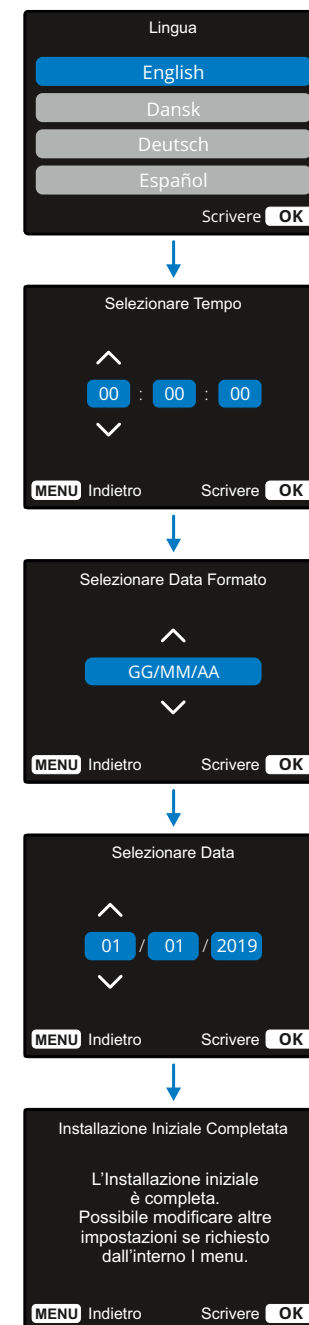 Lingua
English
Dansk
Deutsch
Español
Scrivere OK
Selezionare Tempo
00 : 00 : 00
MENU Indietro Scrivere OK
Selezionare Data Formato
GG/MM/AA
MENU Indietro Scrivere OK
Selezionare Data
01 / 01 / 2019
MENU Indietro Scrivere OK
Installazione Iniziale Completata
L'Installazione iniziale
è completa.
Possibile modificare altre
impostazioni se richiesto
dall'interno I menu.
MENU Indietro Scrivere OK